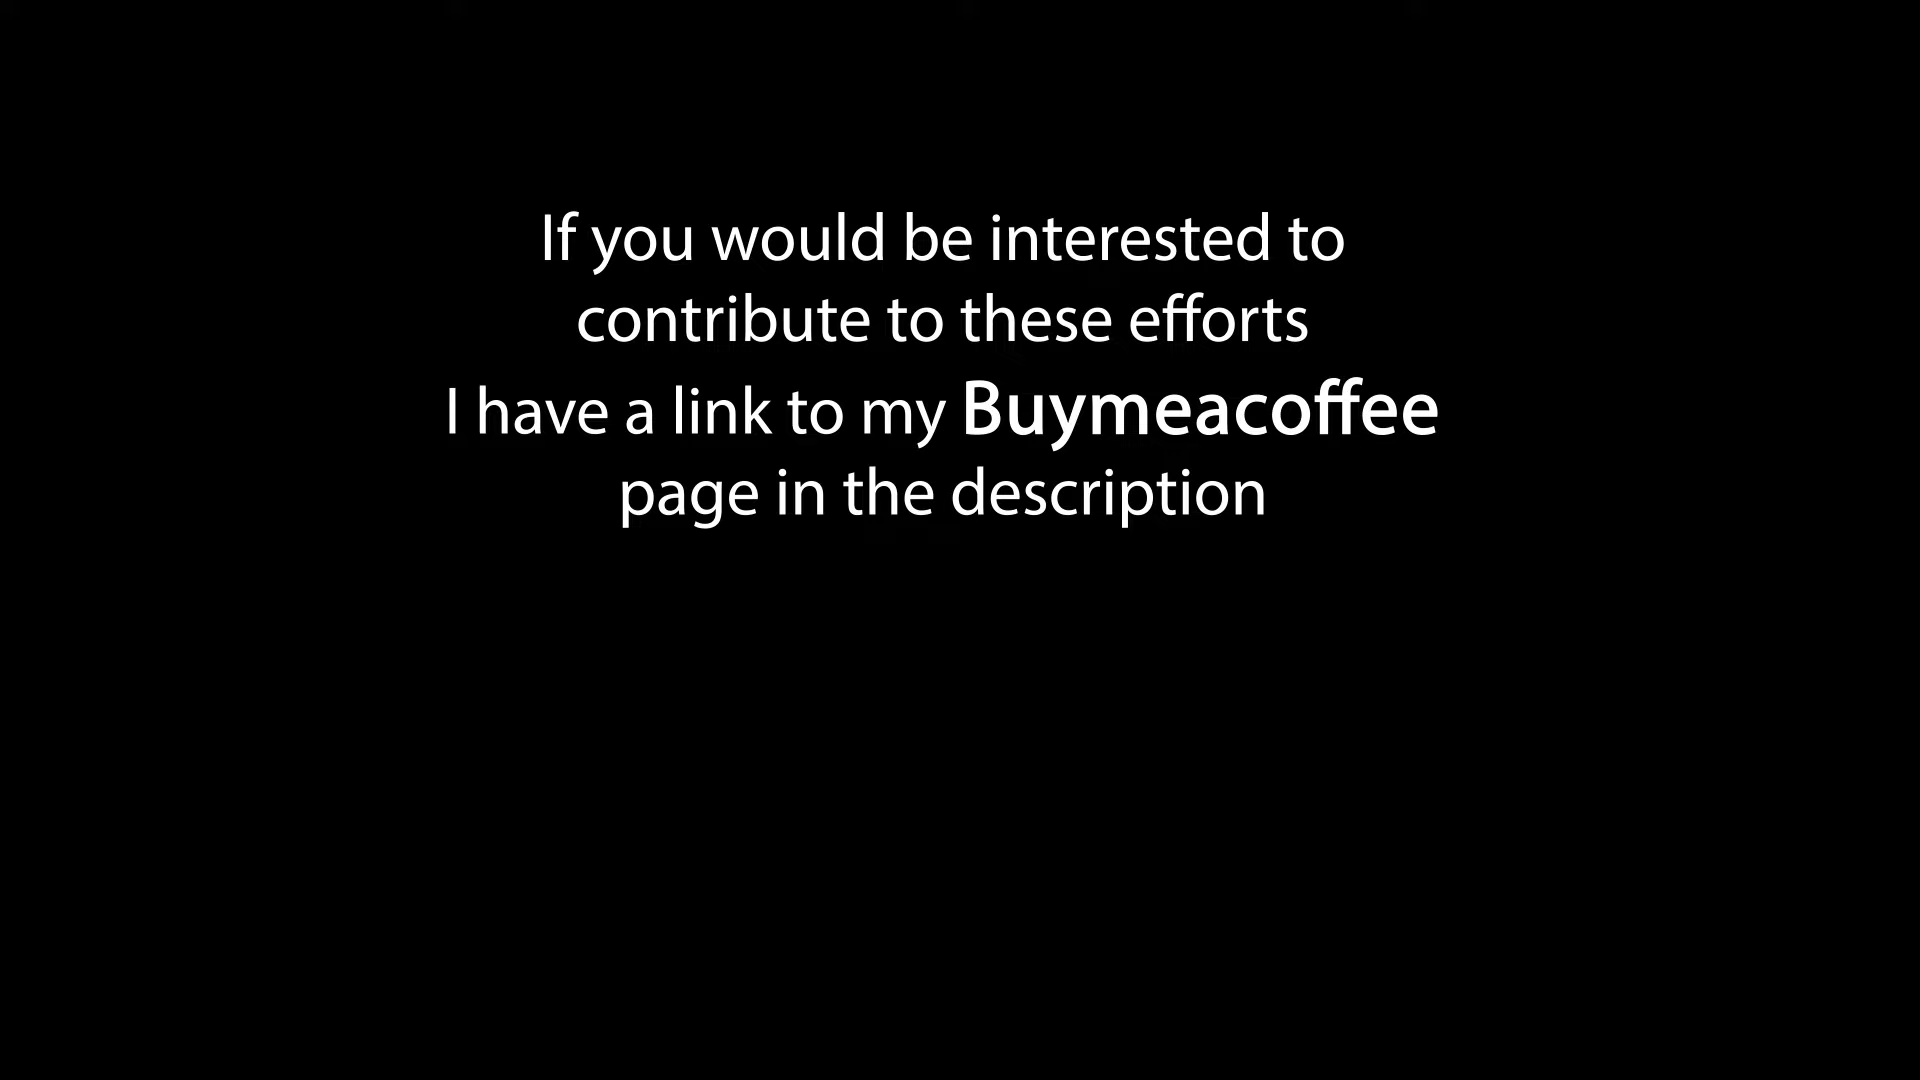 If you would be interested to
contribute to these efforts
I have a link to my Buymeacoffee
page in the description